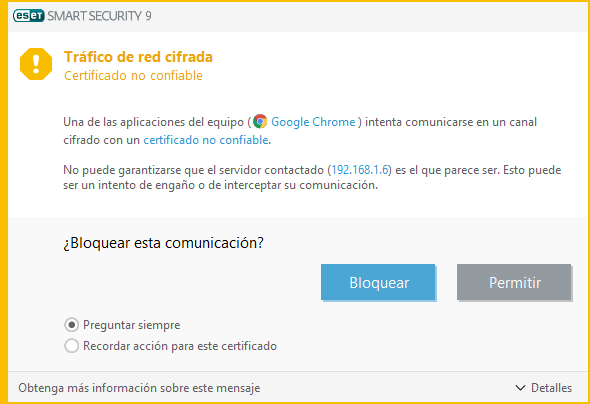 eset SMART SECURITY 9
Tráfico de red cifrada
Certificado no confiable
Una de las aplicaciones del equipo ( Google Chrome ) intenta comunicarse en un canal
cifrado con un certificado no confiable.
No puede garantizarse que el servidor contactado (192.168.1.6) es el que parece ser. Esto puede
ser un intento de engaño o de interceptar su comunicación.
¿Bloquear esta comunicación?
Bloquear Permitir
Preguntar siempre
Recordar acción para este certificado
Obtenga más información sobre este mensaje Detalles